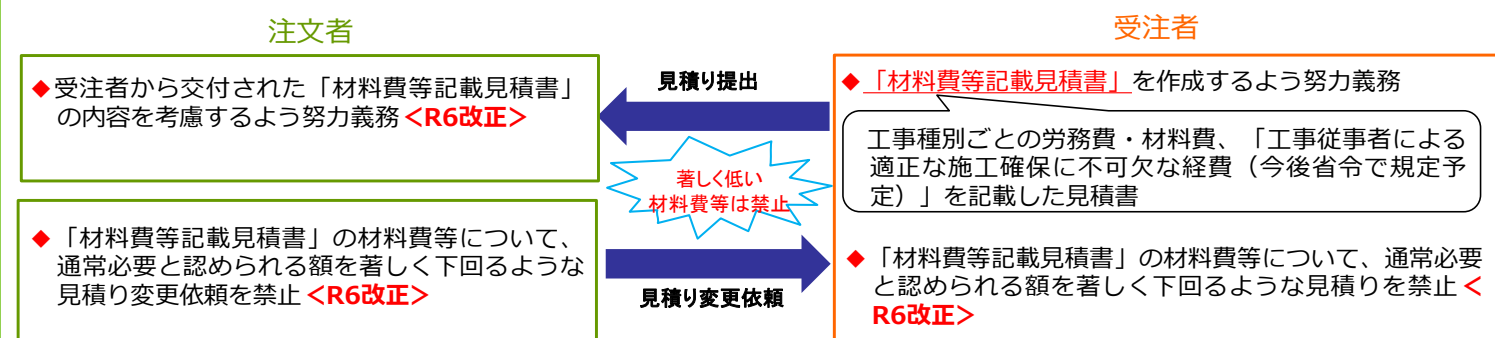 注文者
◆受注者から交付された「材料費等記載見積書」
の内容を考慮するよう努力義務<R6改正>
◆「材料費等記載見積書」の材料費等について、
通常必要と認められる額を著しく下回るような
見積り変更依頼を禁止<R6改正>
見積り提出
著しく低い
材料費等は禁止
見積り変更依頼
受注者
◆「材料費等記載見積書」を作成するよう努力義務
工事種別ごとの労務費・材料費、「工事従事者による
適正な施工確保に不可欠な経費（今後省令で規定予
定）」を記載した見積書
◆「材料費等記載見積書」の材料費等について、通常必要
と認められる額を著しく下回るような見積りを禁止<
R6改正>